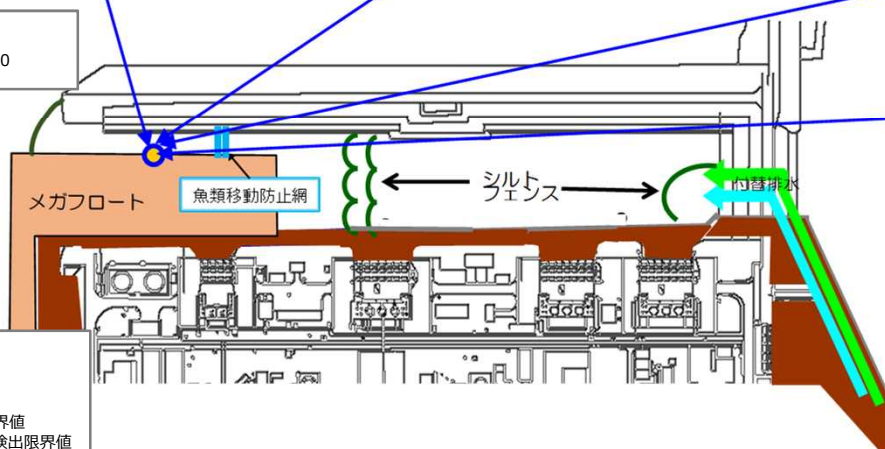 0
メガフロート
魚類移動防止網
シルト
フェンス
付替排水
界値
検出限界値